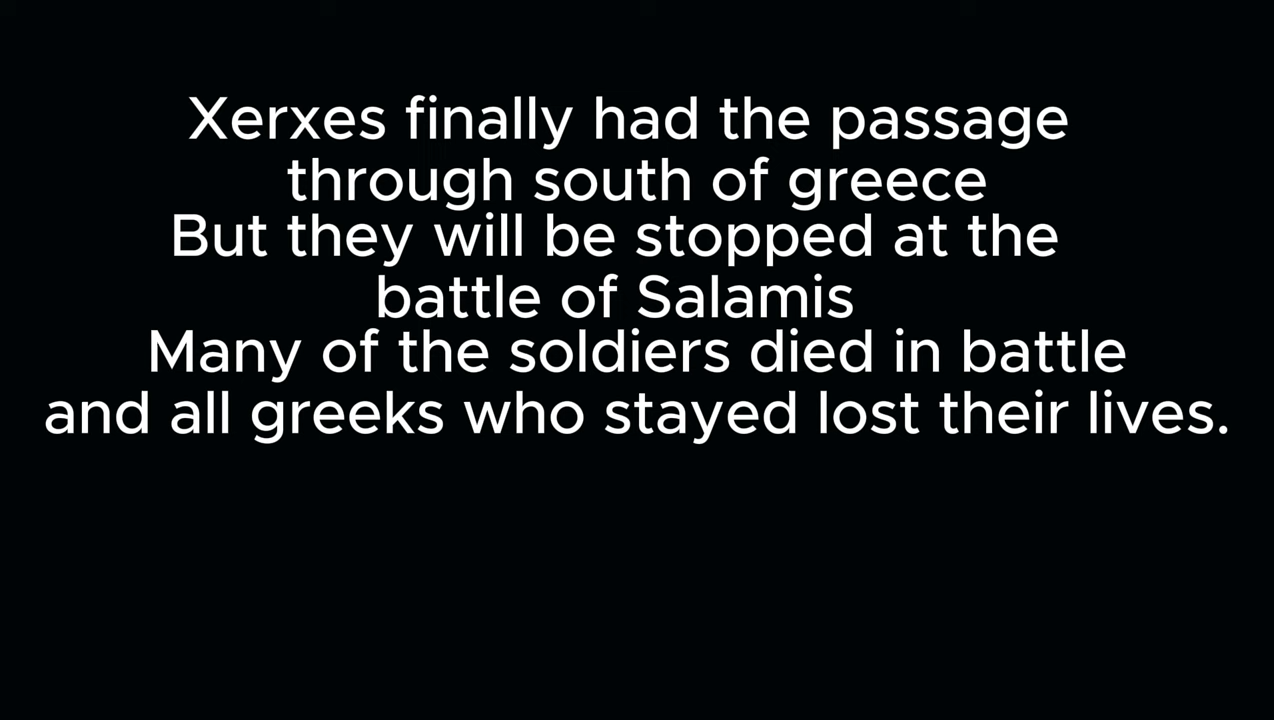 Xerxes finally had the passage
through south of greece
But they will be stopped at the
battle of Salamis
Many of the soldiers died in battle
and all greeks who stayed lost their lives.